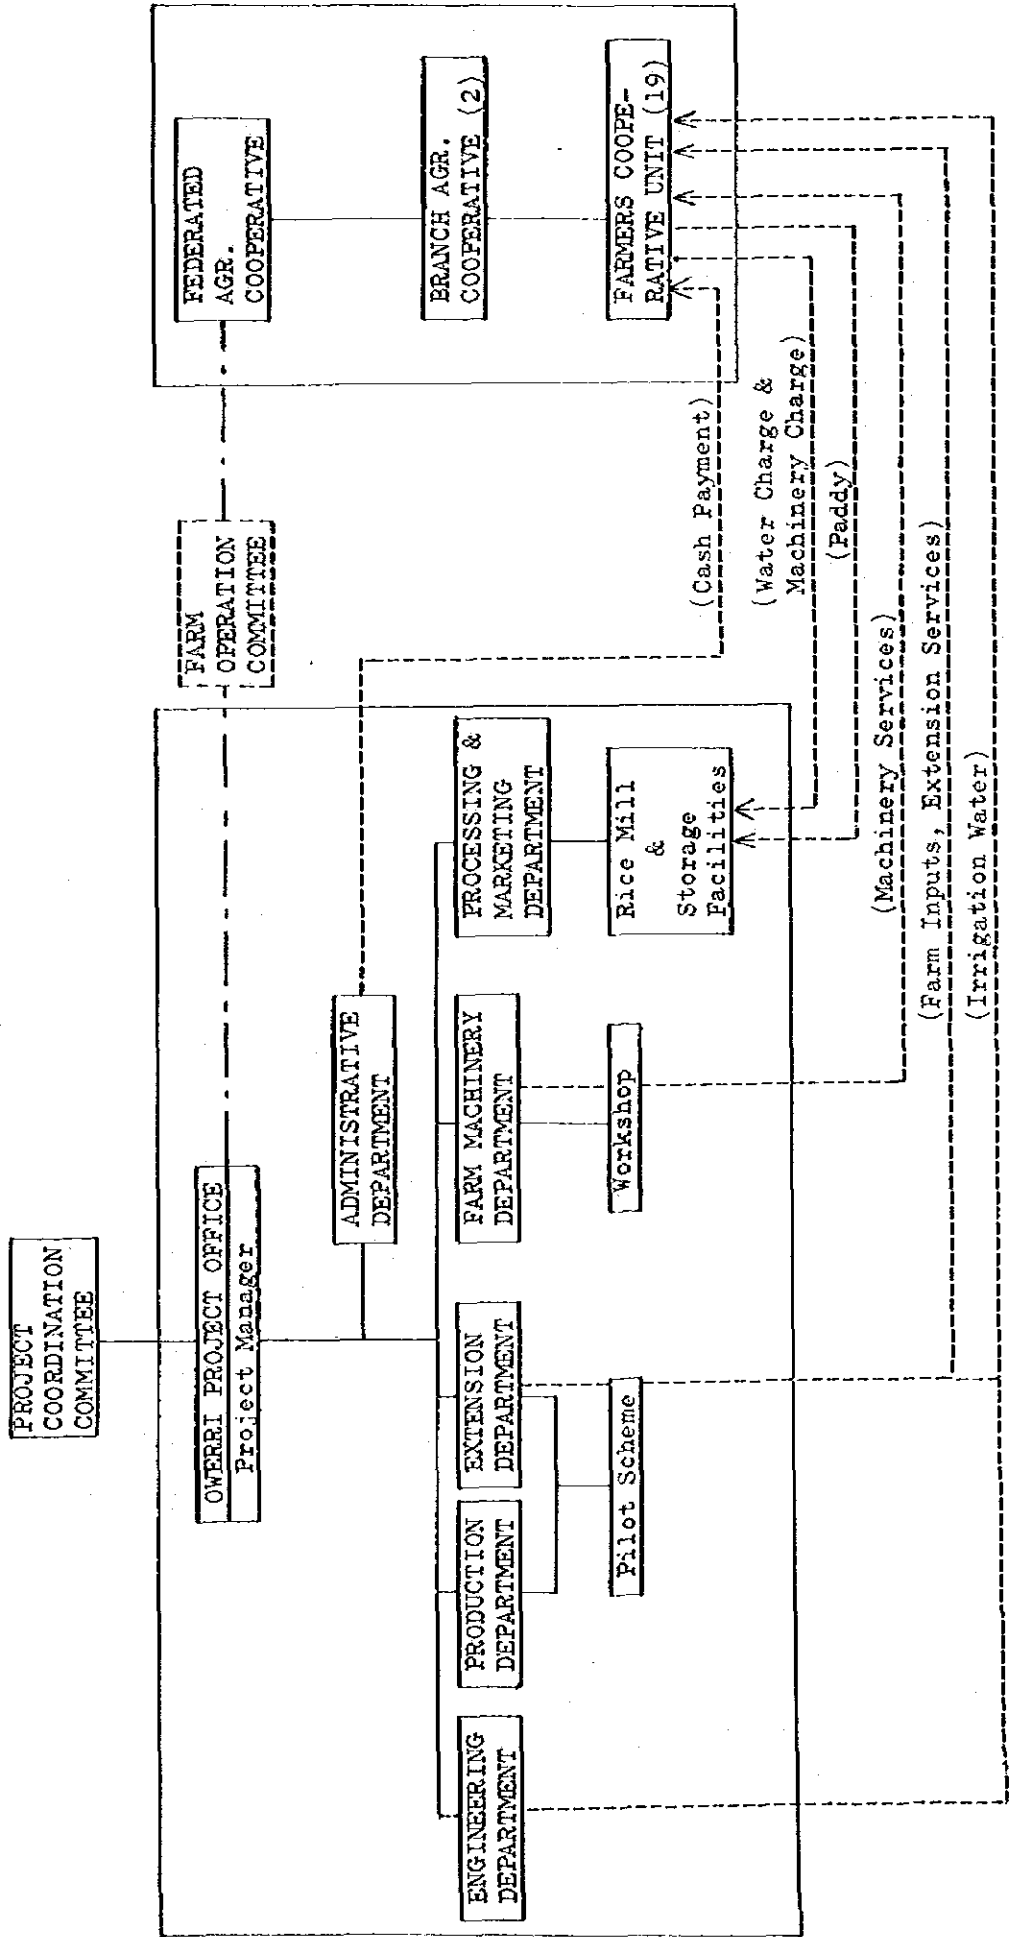 PROJECT
COORDINATION
COMMITTEE
OWERRI PROJECT OFFICE
Project Manager
FARM
OPERATION
COMMITTEE
FEDERATED
AGR.
COOPERATIVE
ADMINISTRATIVE
DEPARTMENT
BRANCH AGR.
COOPERATIVE (2)
ENGINEERING
DEPARTMENT
PRODUCTION
DEPARTMENT
EXTENSION
DEPARTMENT
FARM MACHINERY
DEPARTMENT
PROCESSING &
MARKETING
DEPARTMENT
Pilot Scheme
Workshop
Rice Mill
&
Storage
Facilities
FARMERS COOPE-
RATIVE UNIT (19)
(Cash Payment)
(Water Charge &
Machinery Charge)
(Paddy)
(Machinery Services)
(Farm Inputs, Extension Services)
(Irrigation Water)